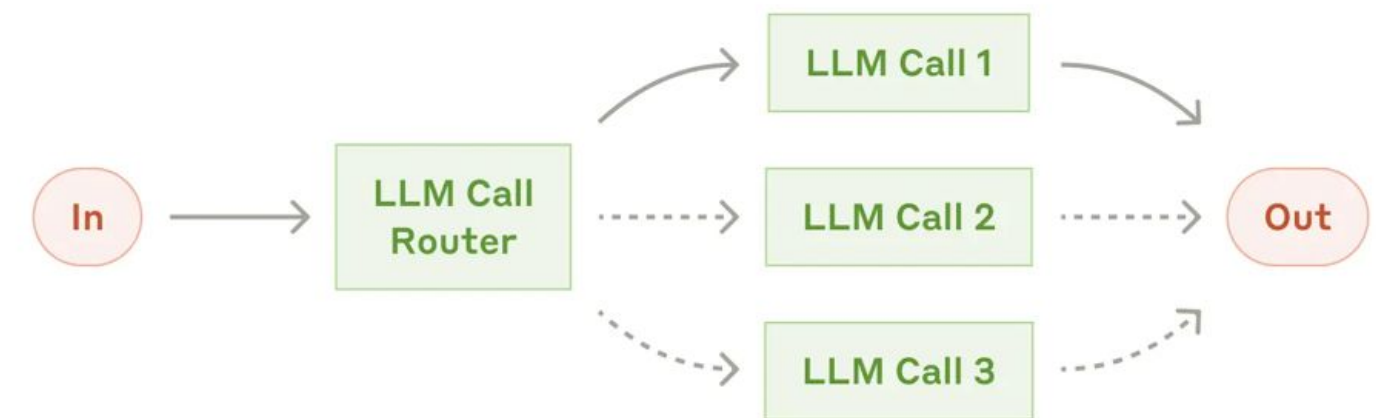 In
LLM Call
Router
LLM Call 1
LLM Call 2
LLM Call 3
Out